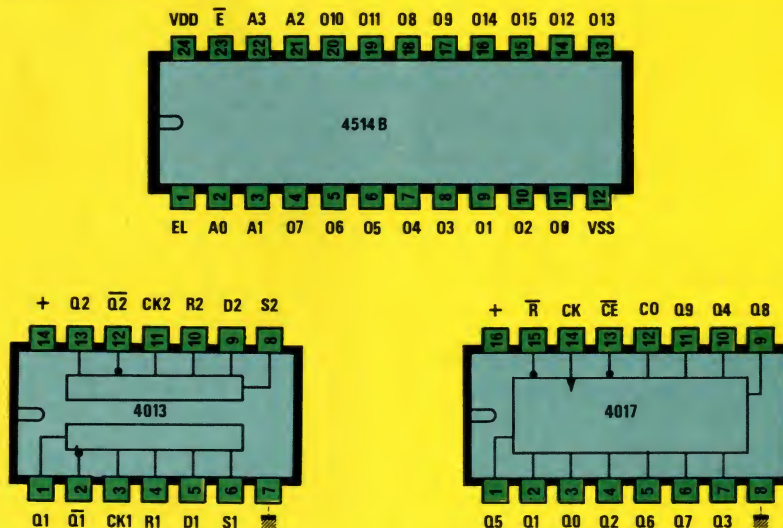 VDD E̅ A3 A2 O10 O11 O8 O9 O14 O15 O12 O13
24 23 22 21 20 19 18 17 16 15 14 13
4514 B
1 2 3 4 5 6 7 8 9 10 11 12
EL A0 A1 O7 O6 O5 O4 O3 O1 O2 O0 VSS
+ Q2 Q̅2̅ CK2 R2 D2 S2
14 13 12 11 10 9 8
4013
1 2 3 4 5 6 7
Q1 Q̅1̅ CK1 R1 D1 S1
+ R̅ CK C̅E̅ CO Q9 Q4 Q8
16 15 14 13 12 11 10 9
4017
1 2 3 4 5 6 7 8
Q5 Q1 Q0 Q2 Q6 Q7 Q3